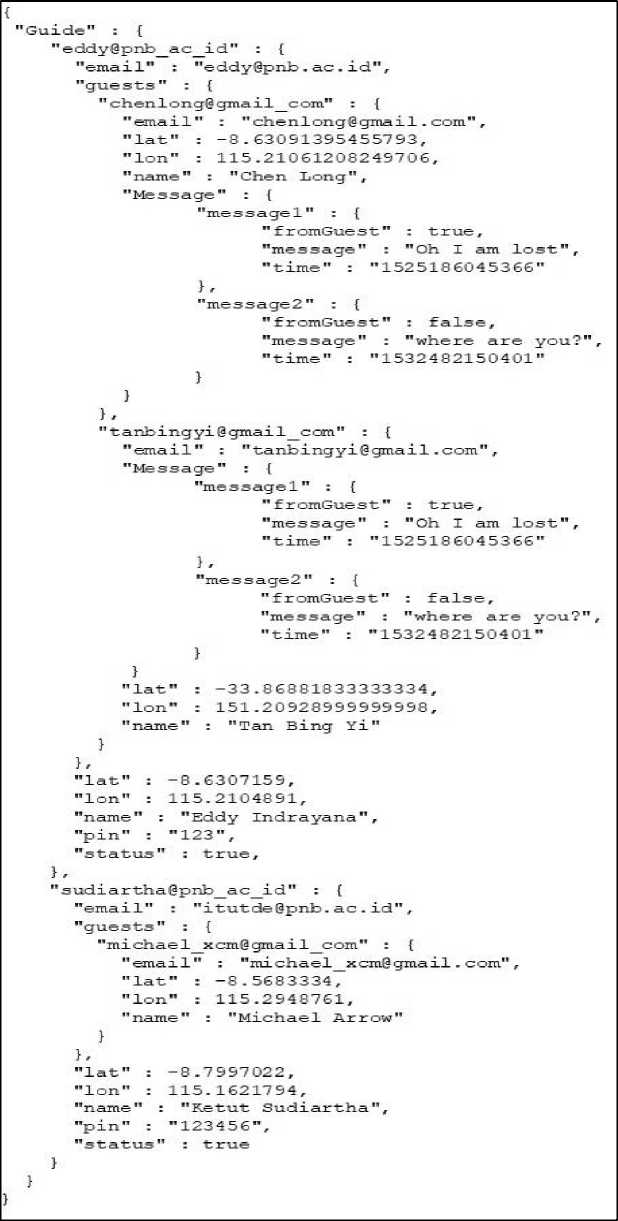 {
"Guide" : {
"eddy@pnb_ac_id" : {
"email" : "eddy@pnb.ac.id",
"guests" : {
"chenlong@gmail_com" : {
"email" : "chenlong@gmail.com",
"lat" : -8.63091395455793,
"lon" : 115.21061208249706,
"name" : "Chen Long",
"Message" : {
"message1" : {
"fromGuest" : true,
"message" : "Oh I am lost",
"time" : "1525186045366"
},
"message2" : {
"fromGuest" : false,
"message" : "where are you?",
"time" : "1532482150401"
}
}
},
"tanbingyi@gmail_com" : {
"email" : "tanbingyi@gmail.com",
"Message" : {
"message1" : {
"fromGuest" : true,
"message" : "Oh I am lost",
"time" : "1525186045366"
},
"message2" : {
"fromGuest" : false,
"message" : "where are you?",
"time" : "1532482150401"
}
}
"lat" : -33.86881833333334,
"lon" : 151.20928999999998,
"name" : "Tan Bing Yi"
}
},
"lat" : -8.6307159,
"lon" : 115.2104891,
"name" : "Eddy Indrayana",
"pin" : "123",
"status" : true,
},
"sudiartha@pnb_ac_id" : {
"email" : "itutde@pnb.ac.id",
"guests" : {
"michael_xcm@gmail_com" : {
"email" : "michael_xcm@gmail.com",
"lat" : -8.5683334,
"lon" : 115.2948761,
"name" : "Michael Arrow"
}
},
"lat" : -8.7997022,
"lon" : 115.1621794,
"name" : "Ketut Sudiartha",
"pin" : "123456",
"status" : true
}
}
}